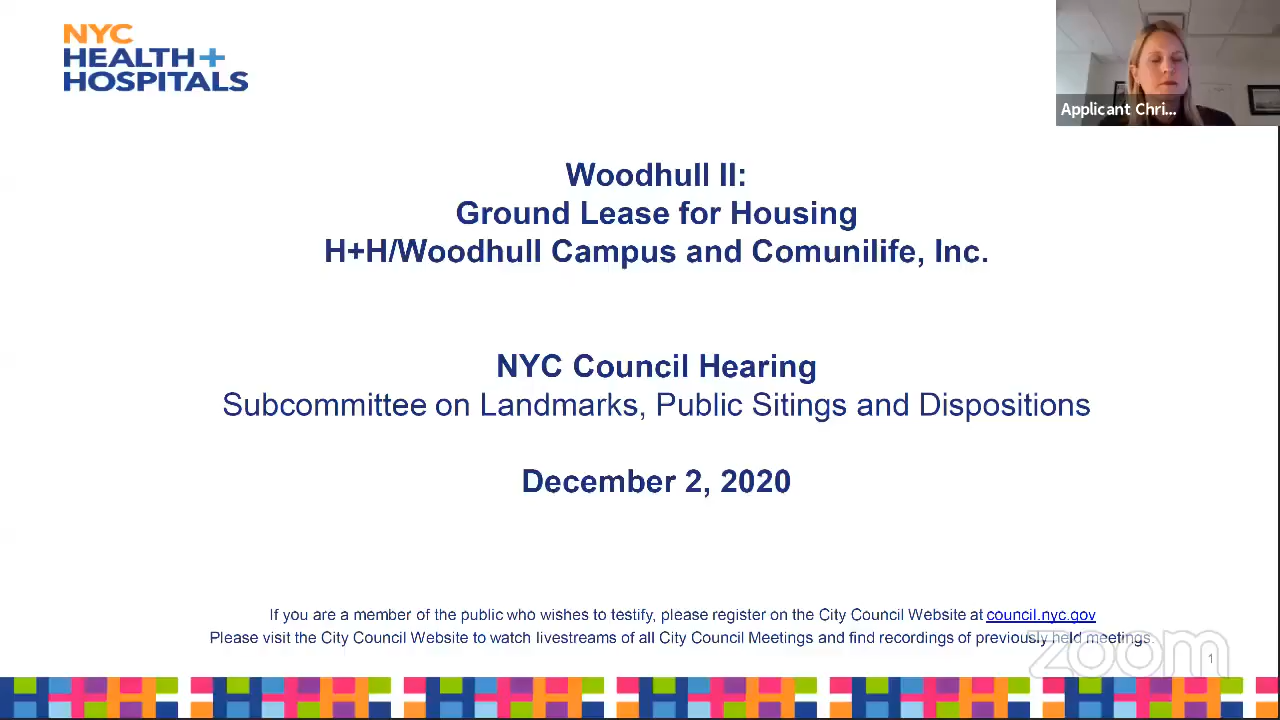 NYC
HEALTH+
HOSPITALS
Applicant Chri...
Woodhull II:
Ground Lease for Housing
H+H/Woodhull Campus and Comunilife, Inc.
NYC Council Hearing
Subcommittee on Landmarks, Public Sitings and Dispositions
December 2, 2020
If you are a member of the public who wishes to testify, please register on the City Council Website at council.nyc.gov
Please visit the City Council Website to watch livestreams of all City Council Meetings and find recordings of previously held meetings.
zoom
1